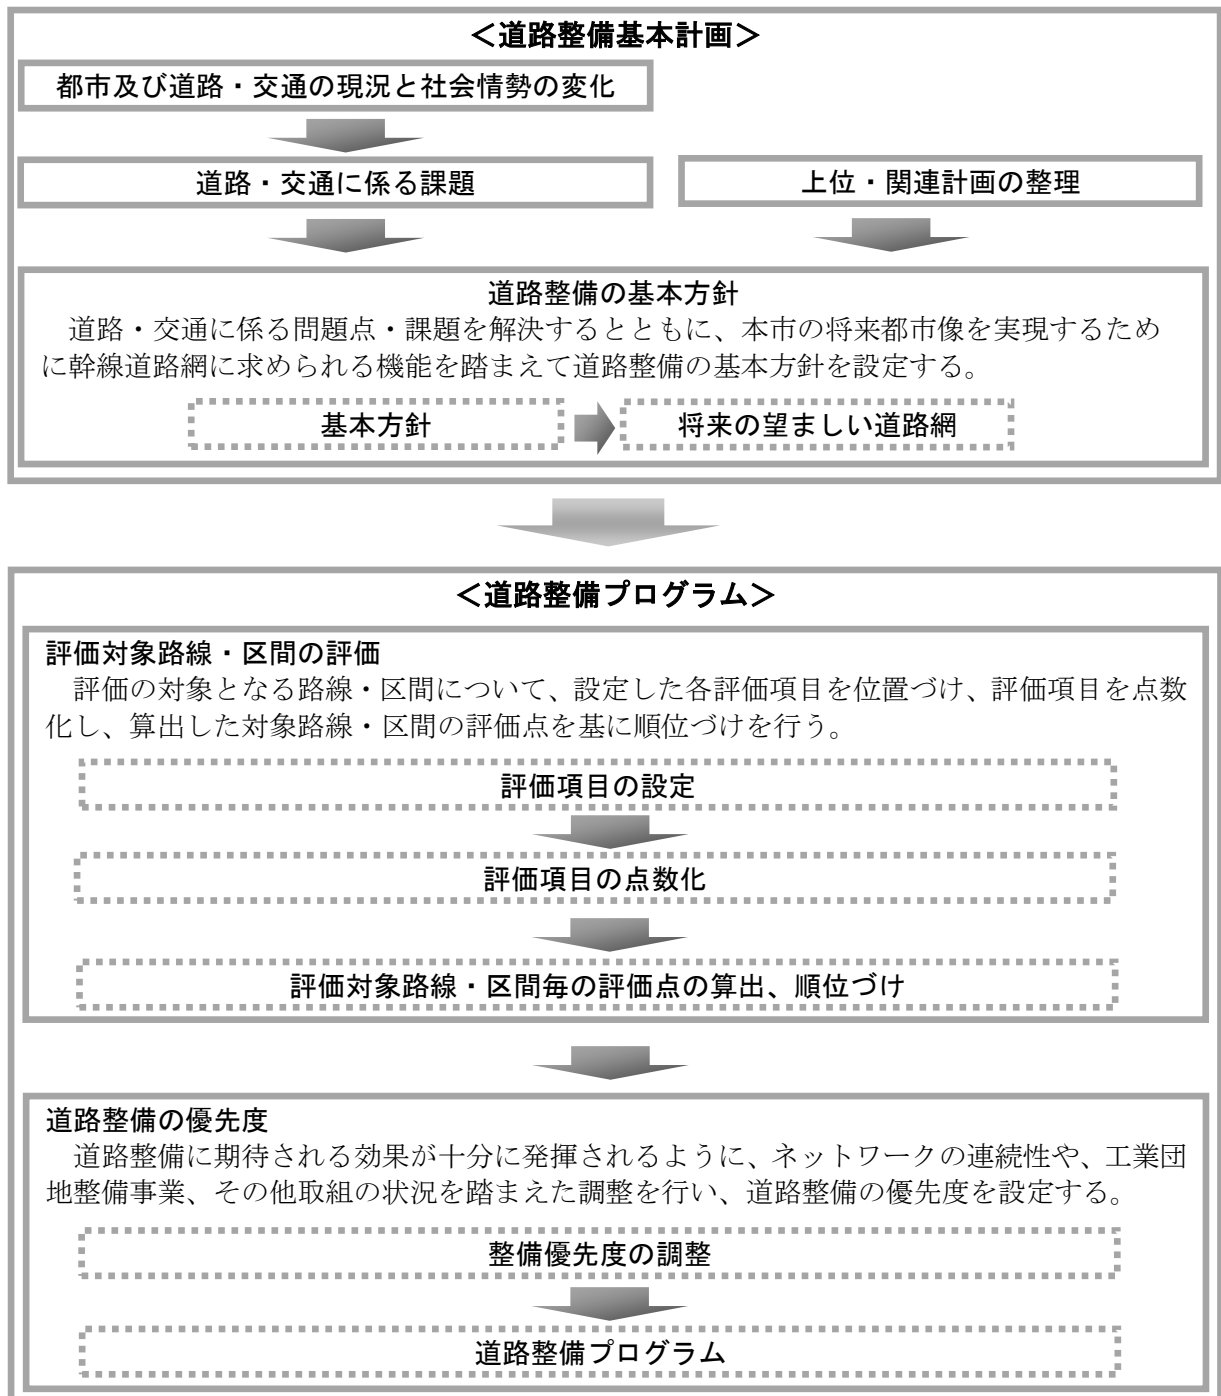 ＜道路整備基本計画＞
都市及び道路・交通の現況と社会情勢の変化
道路・交通に係る課題
上位・関連計画の整理
道路整備の基本方針
道路・交通に係る問題点・課題を解決するとともに、本市の将来都市像を実現するため
に幹線道路網に求められる機能を踏まえて道路整備の基本方針を設定する。
基本方針
将来の望ましい道路網
＜道路整備プログラム＞
評価対象路線・区間の評価
評価の対象となる路線・区間について、設定した各評価項目を位置づけ、評価項目を点数
化し、算出した対象路線・区間の評価点を基に順位づけを行う。
評価項目の設定
評価項目の点数化
評価対象路線・区間毎の評価点の算出、順位づけ
道路整備の優先度
道路整備に期待される効果が十分に発揮されるように、ネットワークの連続性や、工業団
地整備事業、その他取組の状況を踏まえた調整を行い、道路整備の優先度を設定する。
整備優先度の調整
道路整備プログラム